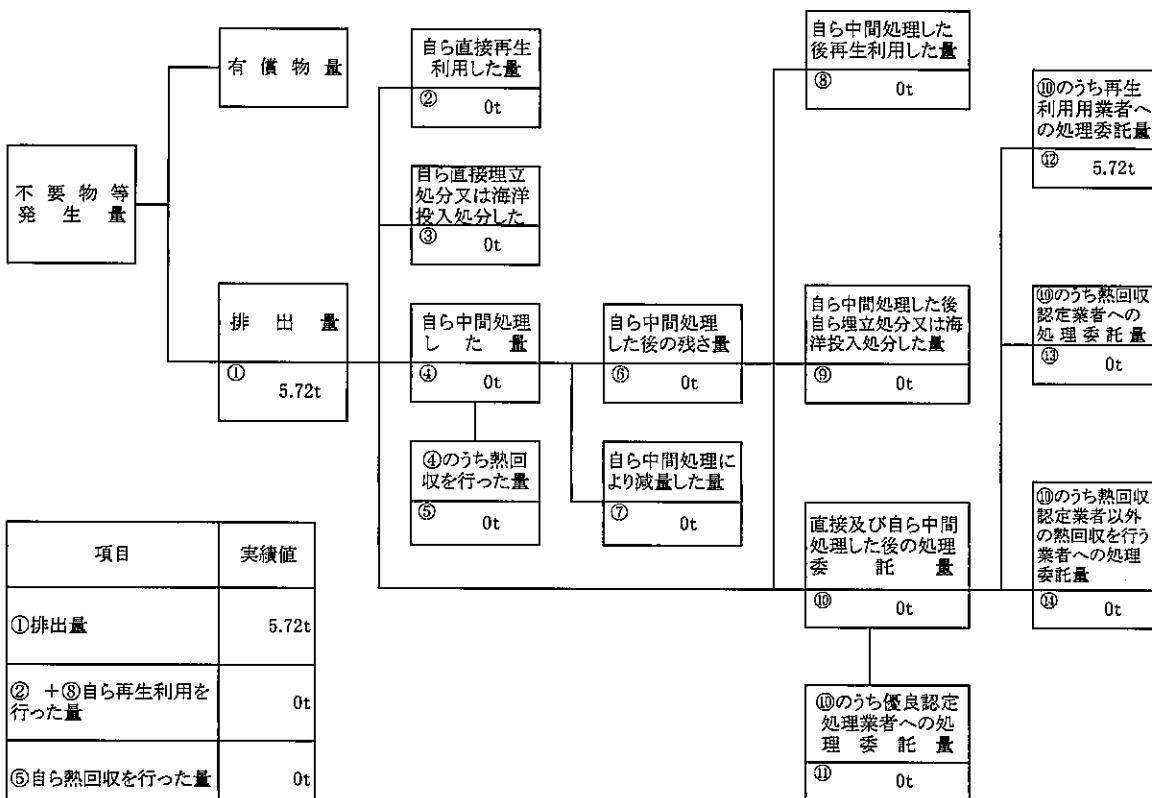 不要物等
発生量
有償物量
排出量
①
5.72t
自ら直接再生
利用した量
②
0t
自ら直接埋立
処分又は海洋
投入処分した
③
0t
自ら中間処理
した量
④
0t
④のうち熱回
収を行った量
⑤
0t
自ら中間処理
した後の残さ量
⑥
0t
自ら中間処理に
より減量した量
⑦
0t
自ら中間処理した
後再生利用した量
⑧
0t
自ら中間処理した後
自ら埋立処分又は海
洋投入処分した量
⑨
0t
直接及び自ら中間
処理した後の処理
委託量
⑩
0t
⑩のうち優良認定
処理業者への処
理委託量
⑪
0t
⑩のうち再生
利用用業者へ
の処理委託量
⑫
5.72t
⑩のうち熱回収
認定業者への
処理委託量
⑬
0t
⑩のうち熱回収
認定業者以外
の熱回収を行う
業者への処理
委託量
⑭
0t
項目 実績値
①排出量 5.72t
② +⑧自ら再生利用を
行った量 0t
⑤自ら熱回収を行った量 0t